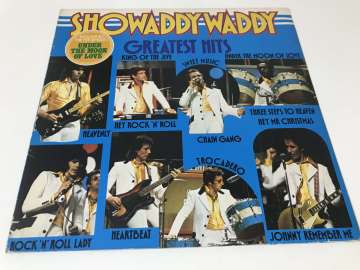 SHOWADDYWADDY
GREATEST HITS
UNDER
THE MOON
OF LOVE
KING OF THE JIVE
SWEET MUSIC
UNDER THE MOON OF LOVE
HEAVENLY
HEY ROCK 'N' ROLL
CHAIN GANG
THREE STEPS TO HEAVEN
HEY MR CHRISTMAS
TROCADERO
ROCK 'N' ROLL LADY
HEARTBEAT
JOHNNY REMEMBER ME